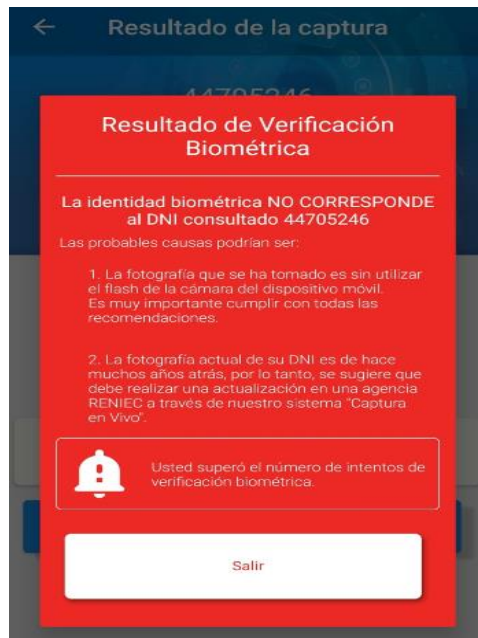 Resultado de la captura
44705246
Resultado de Verificación
Biométrica
La identidad biométrica NO CORRESPONDE
al DNI consultado 44705246
Las probables causas podrían ser:
1. La fotografía que se ha tomado es sin utilizar
el flash de la cámara del dispositivo móvil.
Es muy importante cumplir con todas las
recomendaciones.
2. La fotografía actual de su DNI es de hace
muchos años atrás, por lo tanto, se sugiere que
debe realizar una actualización en una agencia
RENIEC a través de nuestro sistema "Captura
en Vivo".
Usted superó el número de intentos de
verificación biométrica.
Salir